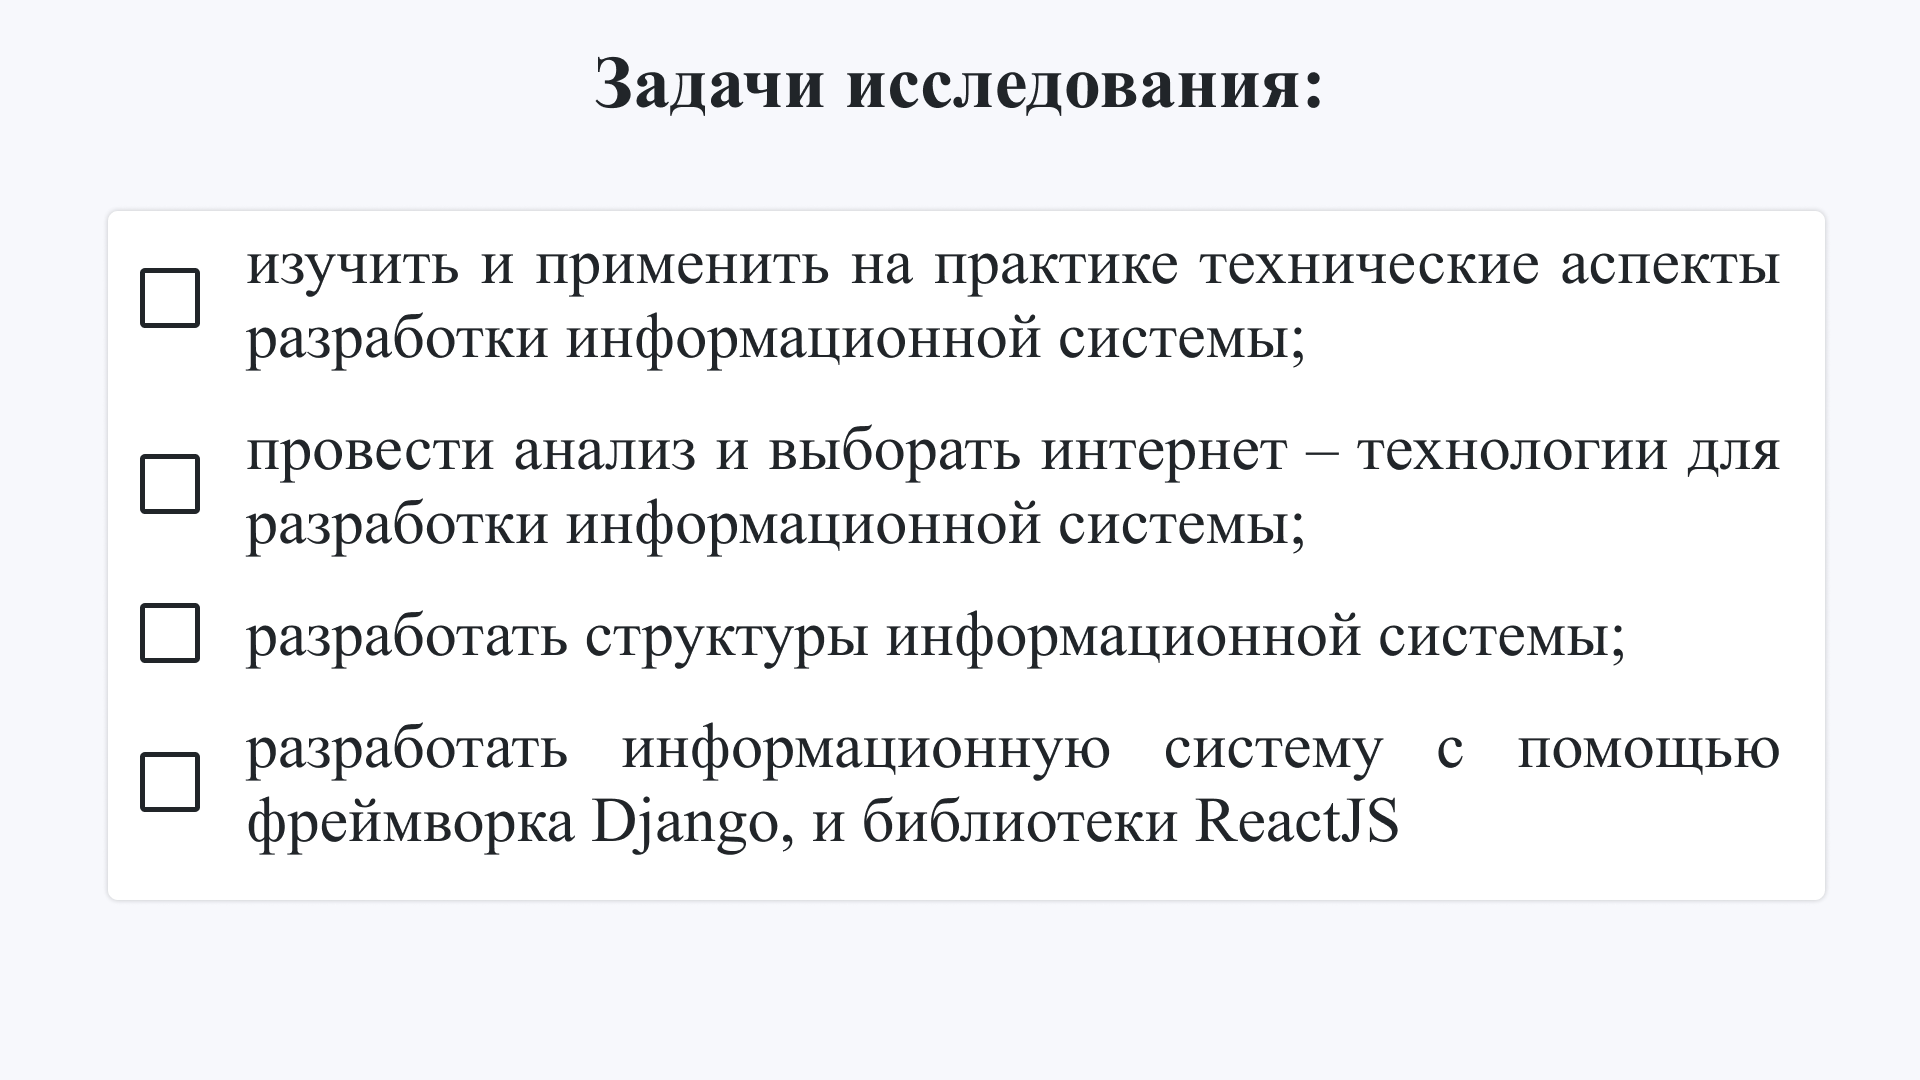 Задачи исследования:
изучить и применить на практике технические аспекты
разработки информационной системы;
провести анализ и выборать интернет – технологии для
разработки информационной системы;
разработать структуры информационной системы;
разработать информационную систему с помощью
фреймворка Django, и библиотеки ReactJS